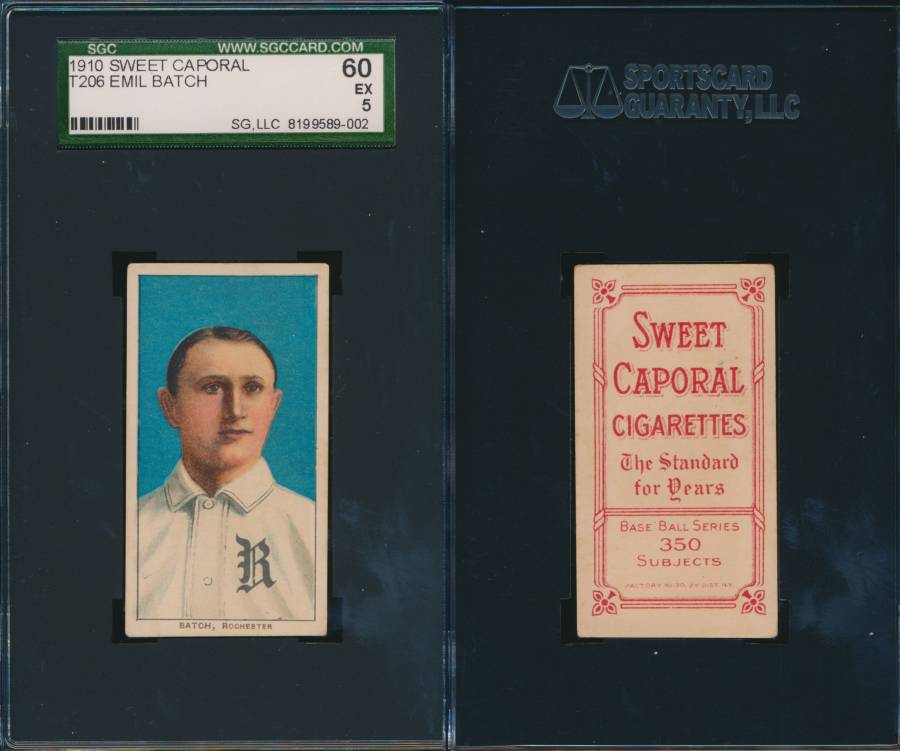 SGC WWW.SGCCARD.COM
1910 SWEET CAPORAL
T206 EMIL BATCH
60
EX
5
SG, LLC 8199589-002
R
BATCH, ROCHESTER
SPORTSCARD
GUARANTY, LLC
SWEET
CAPORAL
CIGARETTES
The Standard
for Years
BASE BALL SERIES
350
SUBJECTS
FACTORY No. 30, 2D DIST. N.Y.